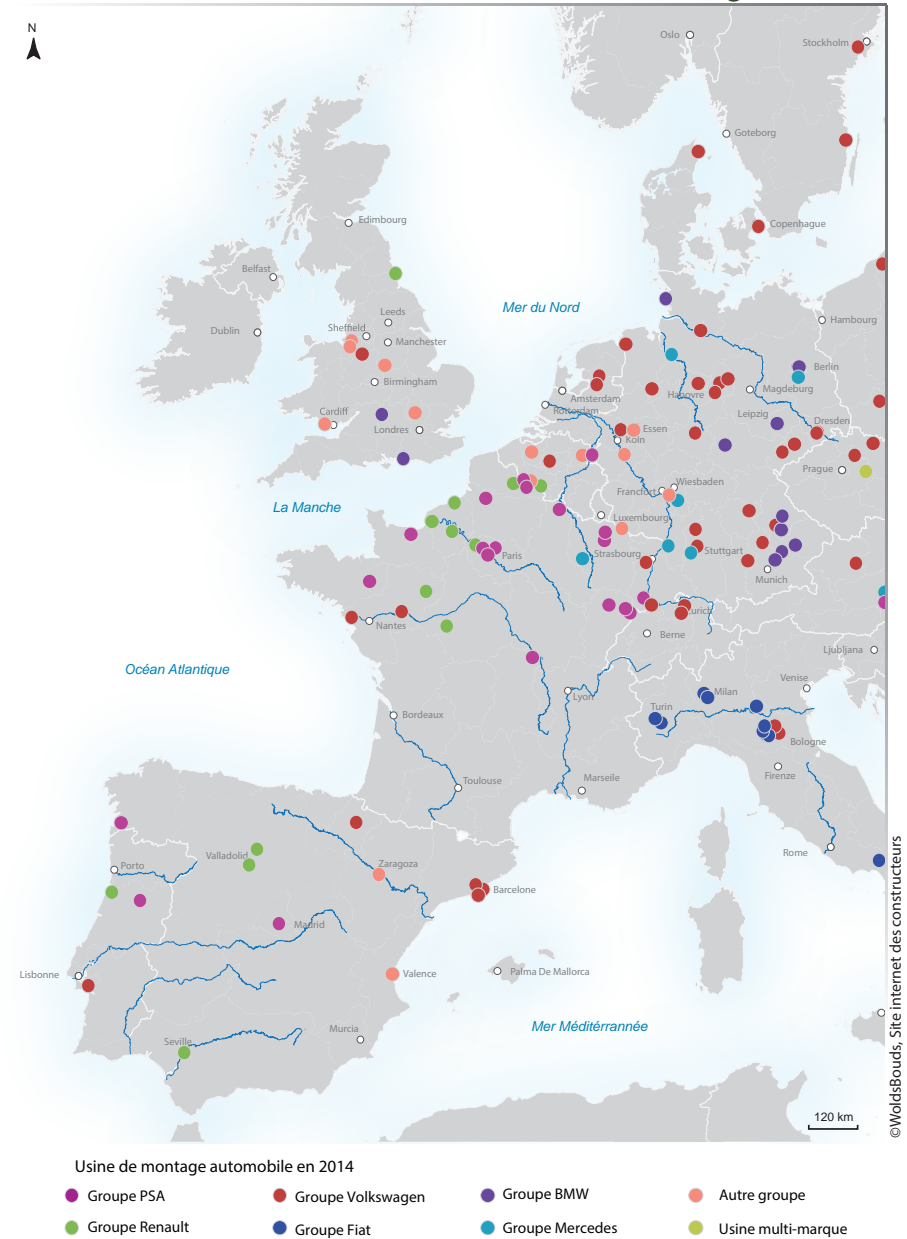 N
Oslo
Stockholm
Goteborg
Copenhague
Edimbourg
Belfast
Mer du Nord
Leeds
Hambourg
Dublin
Sheffield
Manchester
Berlin
Birmingham
Amsterdam
Hanovre
Magdeburg
Rotterdam
Cardiff
Londres
Leipzig
Dresden
Essen
Koln
Prague
Wiesbaden
Francfort
La Manche
Luxembourg
Paris
Strasbourg
Stuttgart
Munich
urich
Nantes
Berne
Ljubljana
Océan Atlantique
Venise
Lyon
Milan
Turin
Bordeaux
Bologne
Firenze
Toulouse
Marseile
Valladolid
Rome
Porto
Zaragoza
Barcelone
Madrid
Lisbonne
Valence
Palma De Mallorca
Mer Méditérrannée
Murcia
Seville
120 km
©WoldsBouds, Site internet des constructeurs
Usine de montage automobile en 2014
Groupe PSA
Groupe Volkswagen
Groupe BMW
Autre groupe
Groupe Renault
Groupe Fiat
Groupe Mercedes
Usine multi-marque